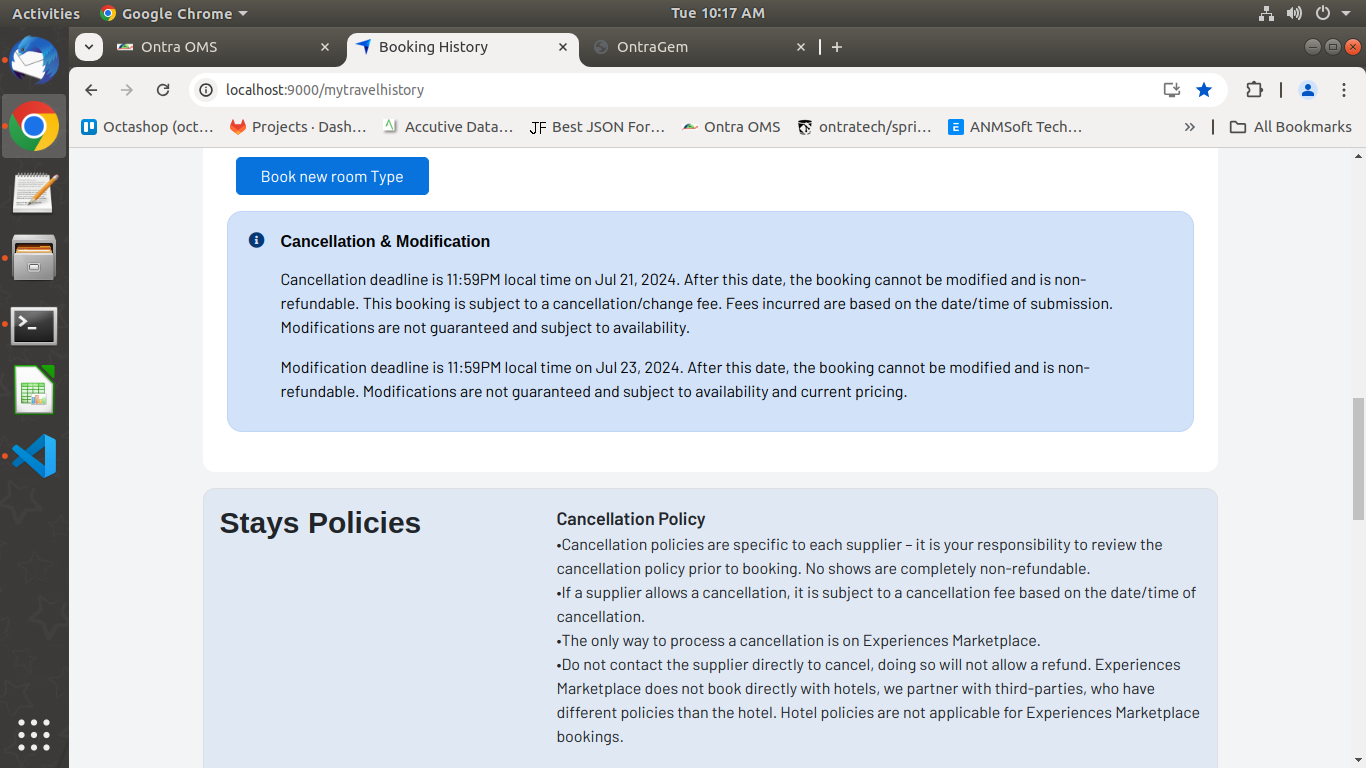 Activities
Google Chrome
Tue 10:17 AM
Ontra OMS
Booking History
OntraGem
localhost:9000/mytravelhistory
Octashop (oct…
Projects · Dash…
Accutive Data…
JF Best JSON For…
Ontra OMS
ontratech/spri…
E ANMSoft Tech…
»
All Bookmarks
Book new room Type
Cancellation & Modification
Cancellation deadline is 11:59PM local time on Jul 21, 2024. After this date, the booking cannot be modified and is non-
refundable. This booking is subject to a cancellation/change fee. Fees incurred are based on the date/time of submission.
Modifications are not guaranteed and subject to availability.
Modification deadline is 11:59PM local time on Jul 23, 2024. After this date, the booking cannot be modified and is non-
refundable. Modifications are not guaranteed and subject to availability and current pricing.
Stays Policies
Cancellation Policy
•Cancellation policies are specific to each supplier – it is your responsibility to review the
cancellation policy prior to booking. No shows are completely non-refundable.
•If a supplier allows a cancellation, it is subject to a cancellation fee based on the date/time of
cancellation.
•The only way to process a cancellation is on Experiences Marketplace.
•Do not contact the supplier directly to cancel, doing so will not allow a refund. Experiences
Marketplace does not book directly with hotels, we partner with third-parties, who have
different policies than the hotel. Hotel policies are not applicable for Experiences Marketplace
bookings.